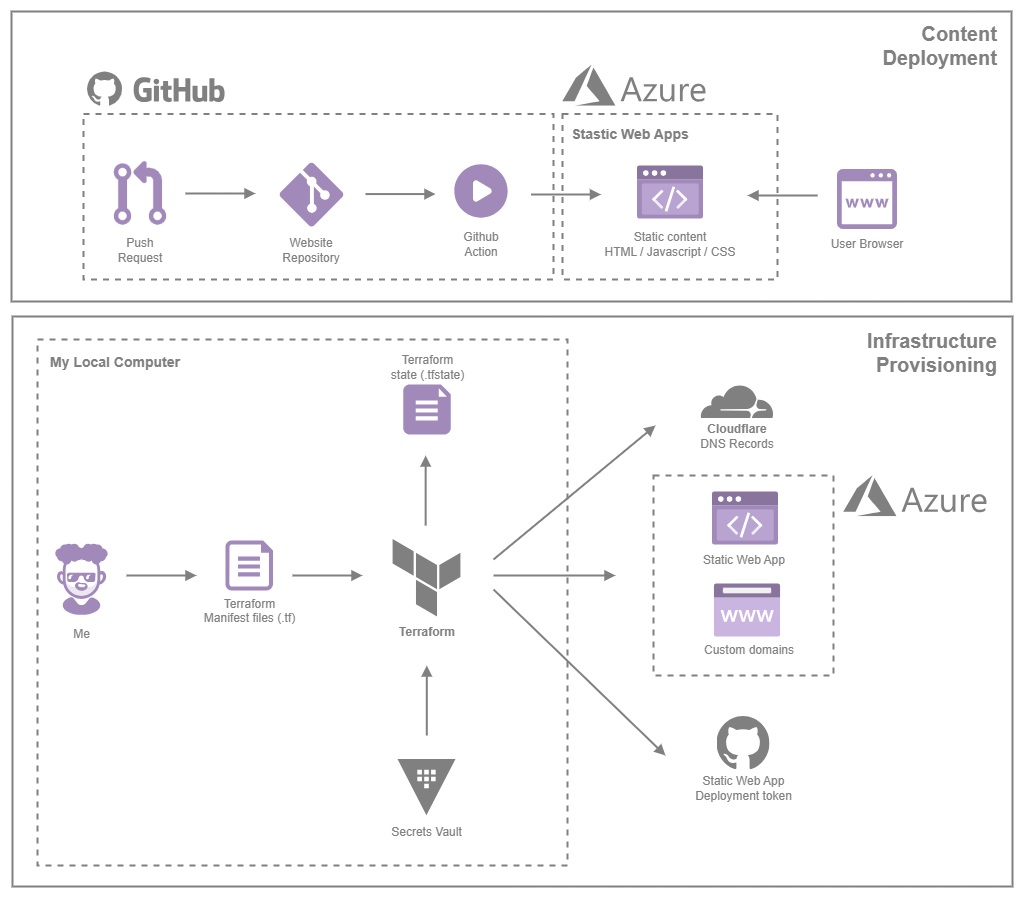 Content
Deployment
GitHub
Azure
Stastic Web Apps
Push
Request
Website
Repository
Github
Action
</>
Static content
HTML / Javascript / CSS
WWW
User Browser
Infrastructure
Provisioning
My Local Computer
Terraform
state (.tfstate)
Cloudflare
DNS Records
Azure
</>
Static Web App
WWW
Custom domains
Me
Terraform
Manifest files (.tf)
Terraform
Static Web App
Deployment token
Secrets Vault